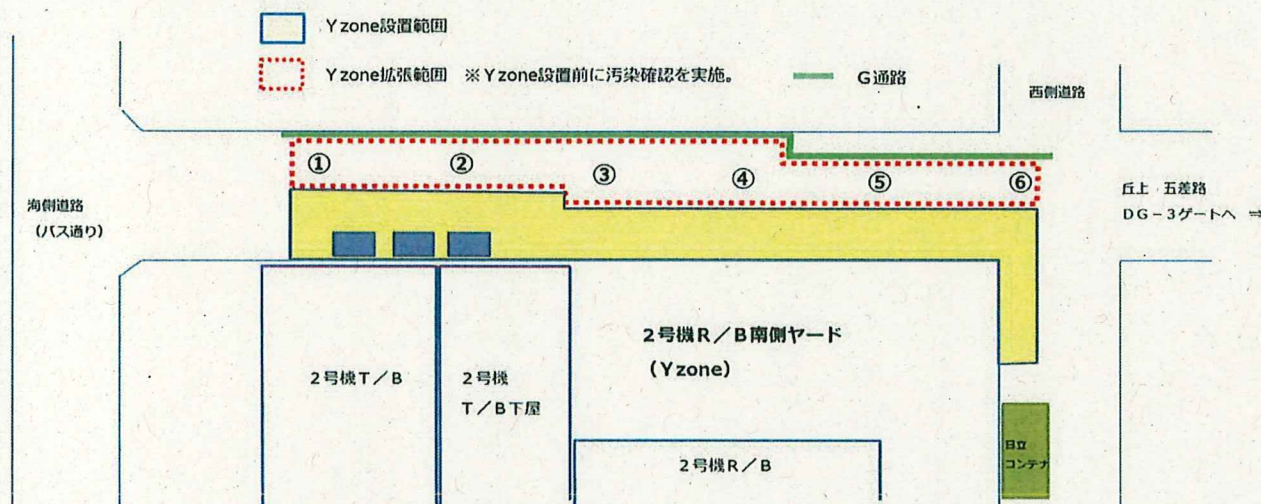 Yzone設置範囲
Yzone拡張範囲 ※Yzone設置前に汚染確認を実施。
G通路
西側道路
① ② ③ ④ ⑤ ⑥
海側道路
(バス通り)
丘上 五差路
DG-3ゲートへ ⇒
2号機R/B南側ヤード
(Yzone)
2号機T/B
2号機
T/B下屋
2号機R/B
日立
コンテナ